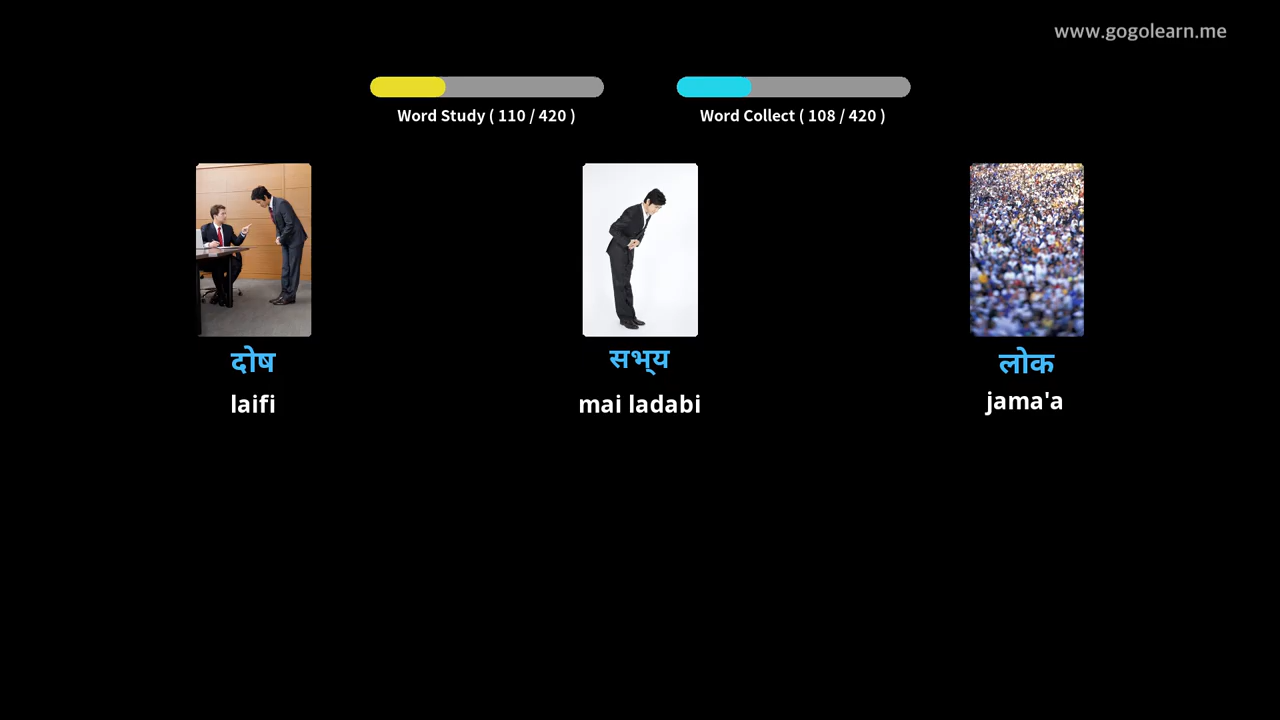 www.gogolearn.me
Word Study ( 110 / 420 )
Word Collect ( 108 / 420 )
दोष
सभ्य
लोक
laifi
mai ladabi
jama'a